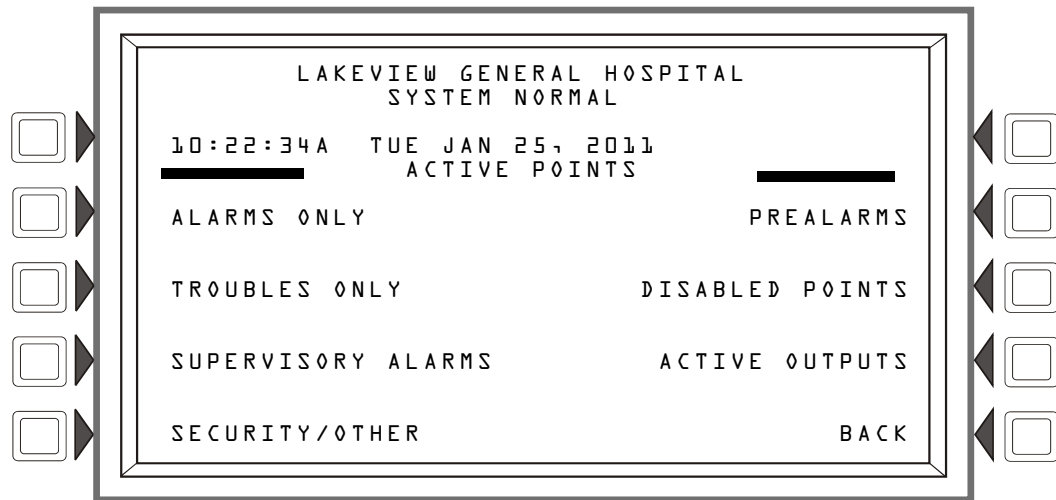 LAKEVIEW GENERAL HOSPITAL
SYSTEM NORMAL
10:22:34A TUE JAN 25, 2011
ACTIVE POINTS
ALARMS ONLY PREALARMS
TROUBLES ONLY DISABLED POINTS
SUPERVISORY ALARMS ACTIVE OUTPUTS
SECURITY/OTHER BACK